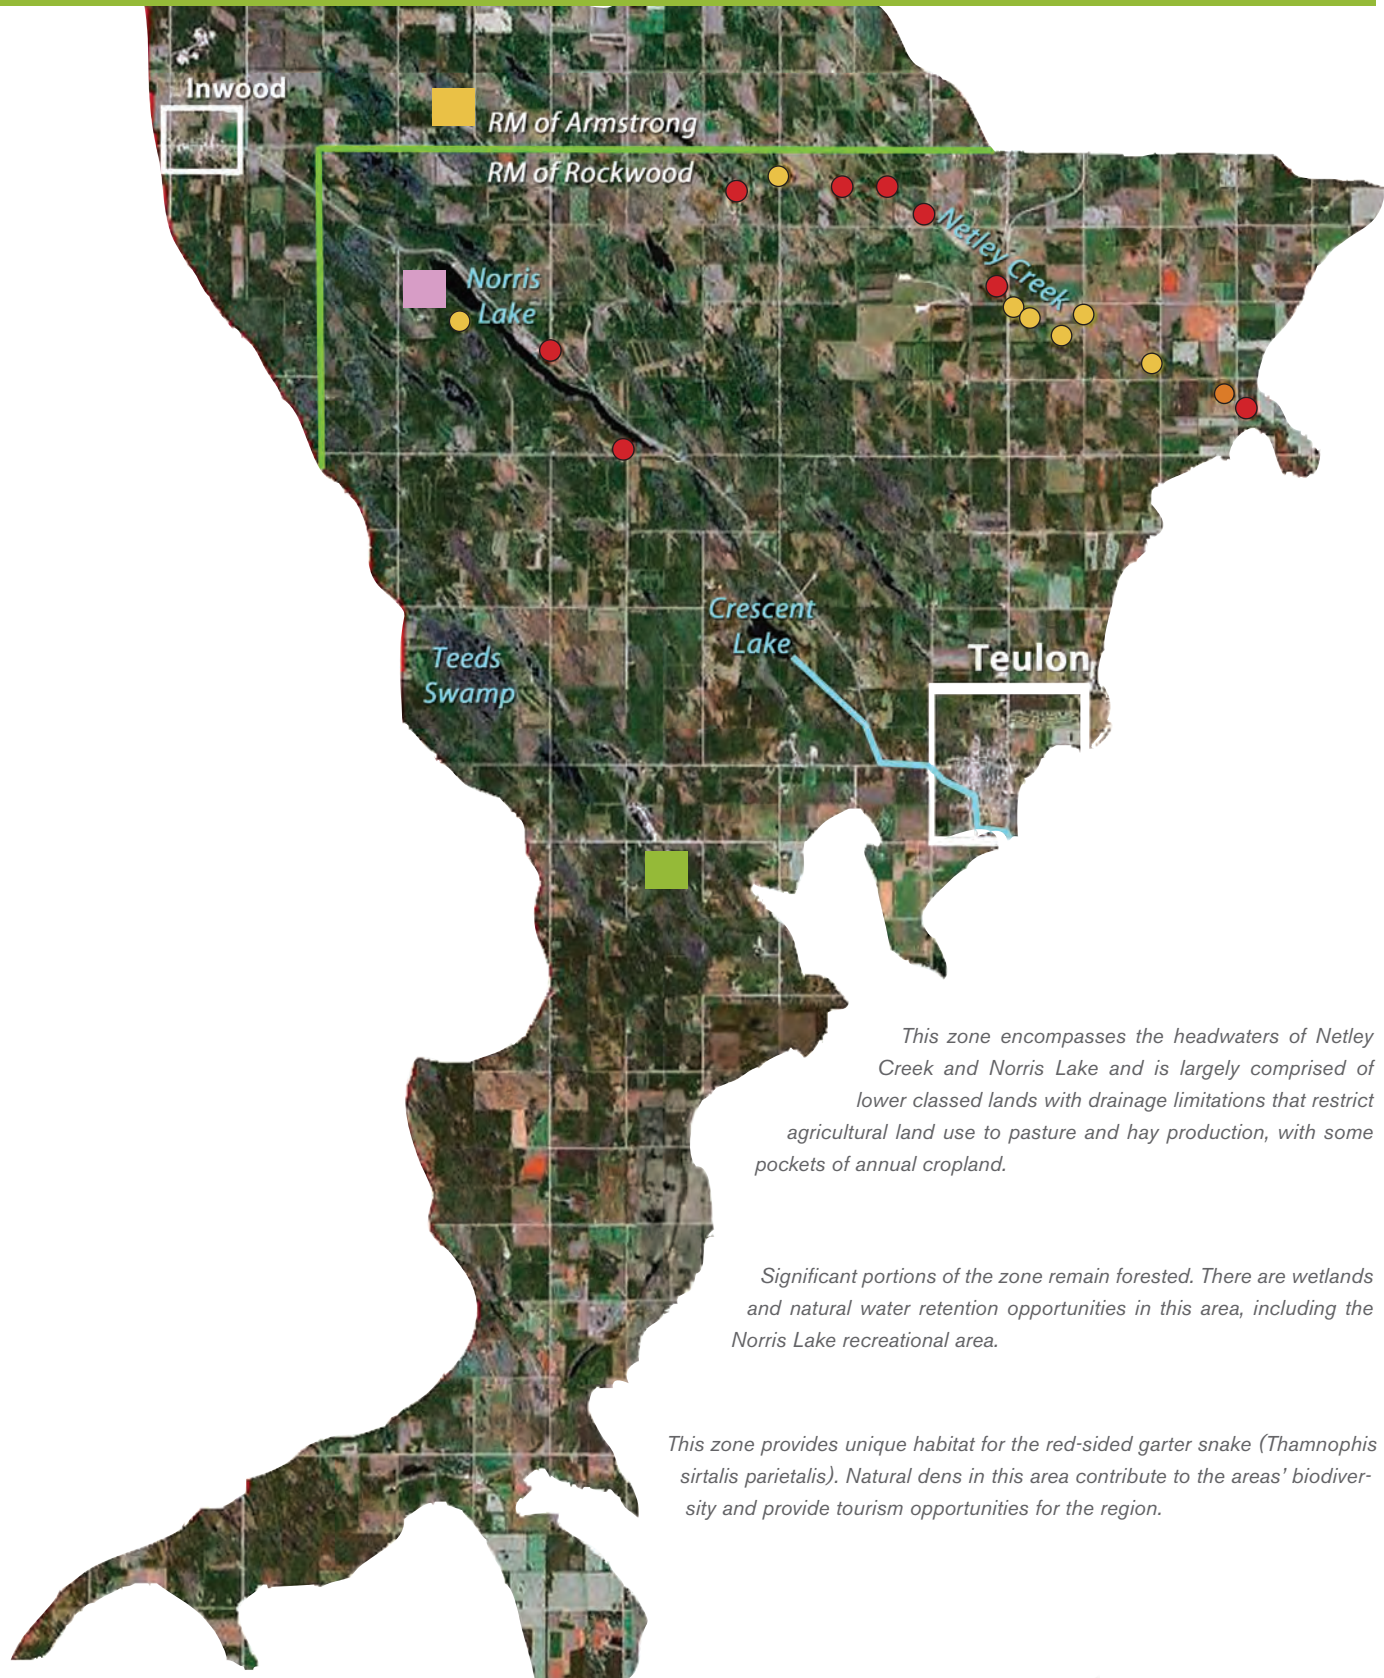 Inwood
RM of Armstrong
RM of Rockwood
Netley Creek
Norris
Lake
Crescent
Lake
Teeds
Swamp
Teulon
This zone encompasses the headwaters of Netley
Creek and Norris Lake and is largely comprised of
lower classed lands with drainage limitations that restrict
agricultural land use to pasture and hay production, with some
pockets of annual cropland.
Significant portions of the zone remain forested. There are wetlands
and natural water retention opportunities in this area, including the
Norris Lake recreational area.
This zone provides unique habitat for the red-sided garter snake (Thamnophis
sirtalis parietalis). Natural dens in this area contribute to the areas' biodiver-
sity and provide tourism opportunities for the region.